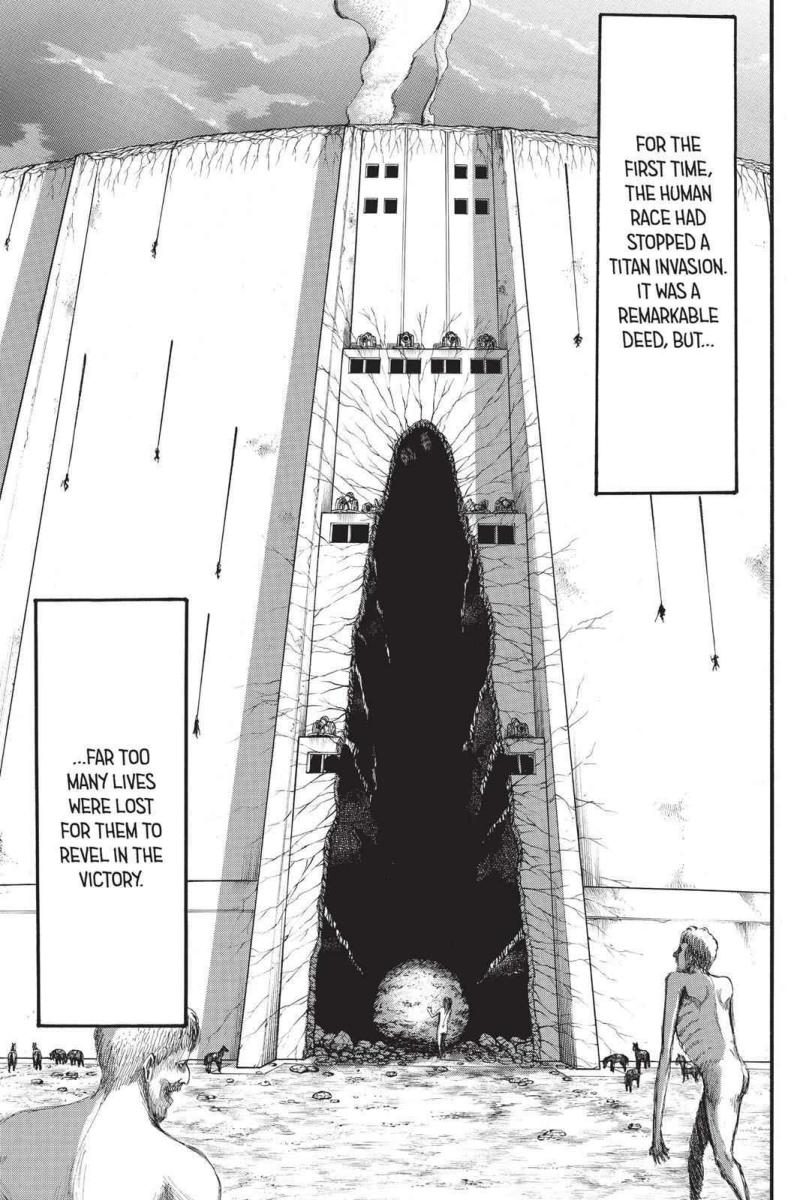 FOR THE
FIRST TIME,
THE HUMAN
RACE HAD
STOPPED A
TITAN INVASION.
IT WAS A
REMARKABLE
DEED, BUT...
...FAR TOO
MANY LIVES
WERE LOST
FOR THEM TO
REVEL IN THE
VICTORY.